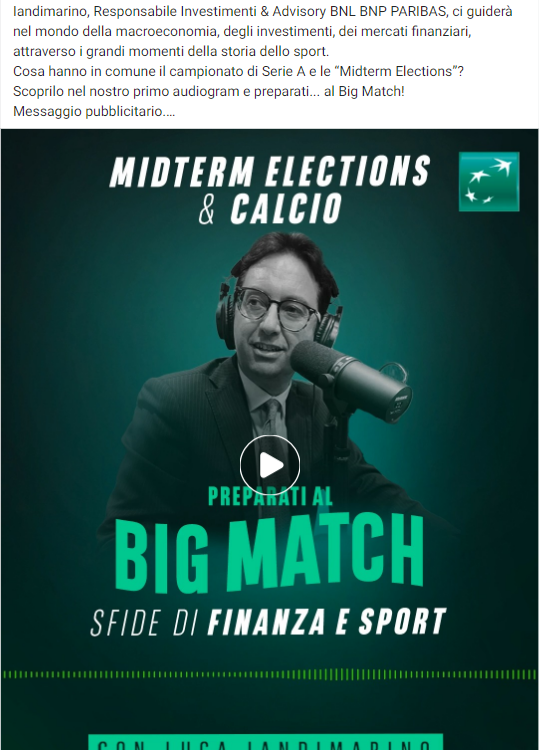 Iandimarino, Responsabile Investimenti & Advisory BNL BNP PARIBAS, ci guiderà
nel mondo della macroeconomia, degli investimenti, dei mercati finanziari,
attraverso i grandi momenti della storia dello sport.
Cosa hanno in comune il campionato di Serie A e le “Midterm Elections”?
Scoprilo nel nostro primo audiogram e preparati... al Big Match!
Messaggio pubblicitario....
MIDTERM ELECTIONS
& CALCIO
PREPARATI AL
BIG MATCH
SFIDE DI FINANZA E SPORT
CON LUCA IANDIMARINO